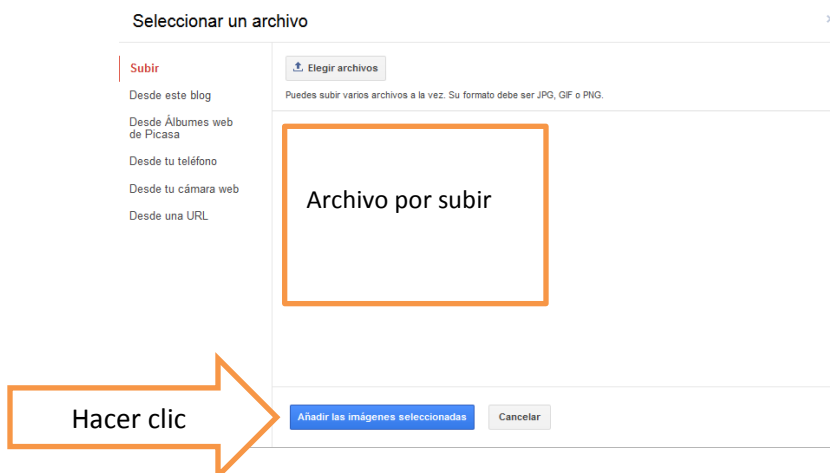 Seleccionar un archivo
Subir
Desde este blog
Desde Álbumes web
de Picasa
Desde tu teléfono
Desde tu cámara web
Desde una URL
Elegir archivos
Puedes subir varios archivos a la vez. Su formato debe ser JPG, GIF o PNG.
Archivo por subir
Hacer clic
Añadir las imágenes seleccionadas
Cancelar